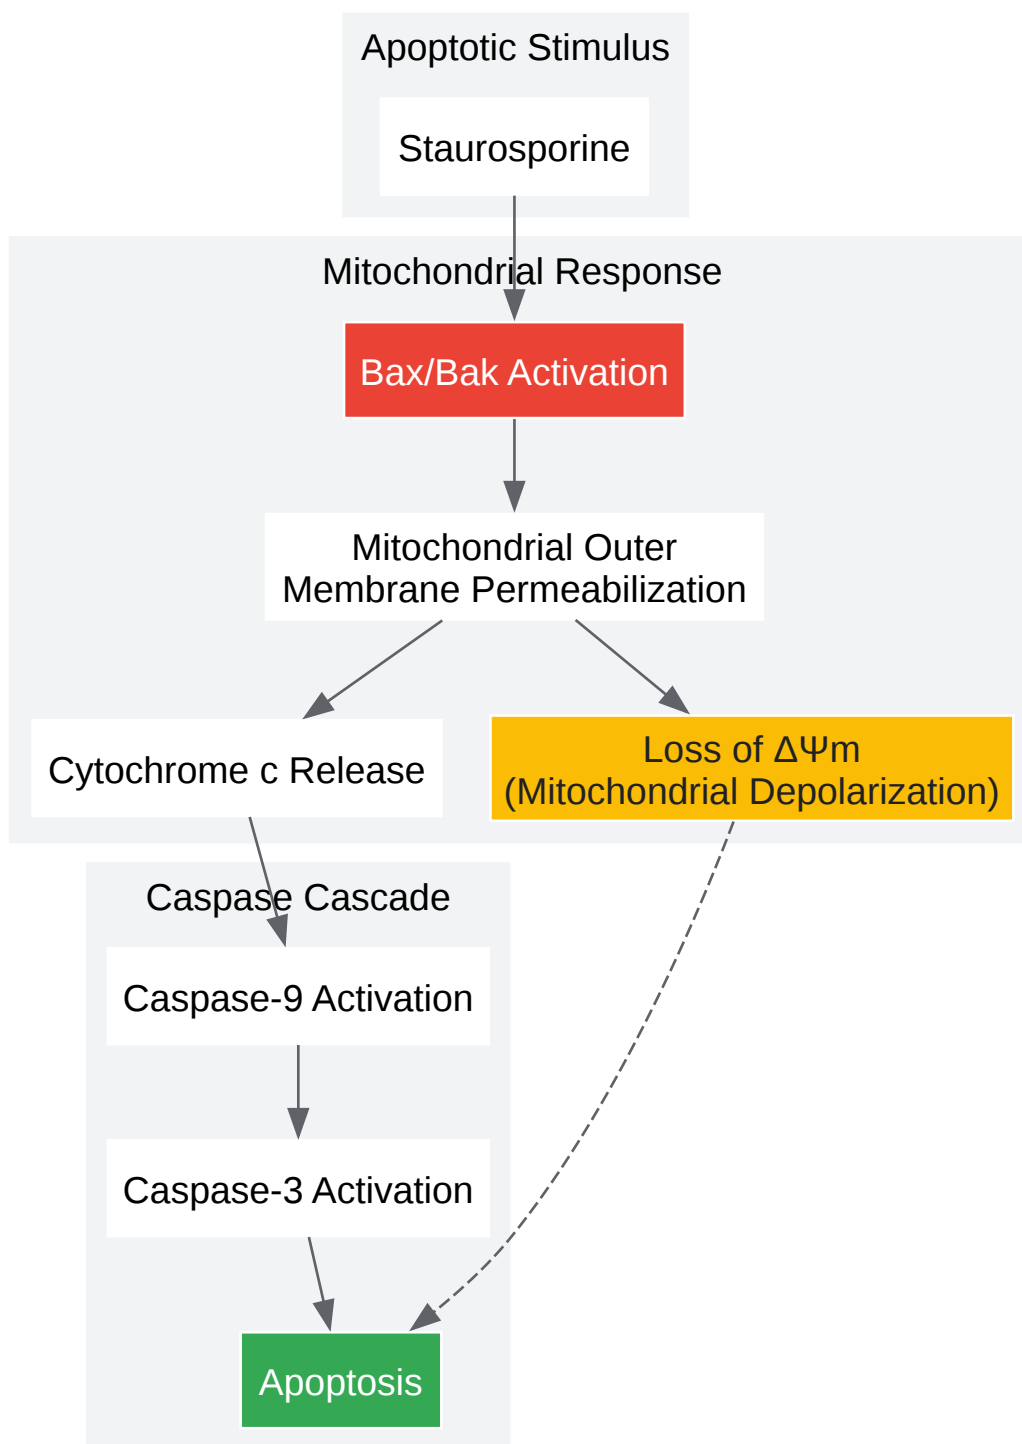 Apoptotic Stimulus
Staurosporine
Mitochondrial Response
Bax/Bak Activation
Mitochondrial Outer
Membrane Permeabilization
Cytochrome c Release
Loss of ΔΨm
(Mitochondrial Depolarization)
Caspase Cascade
Caspase-9 Activation
Caspase-3 Activation
Apoptosis